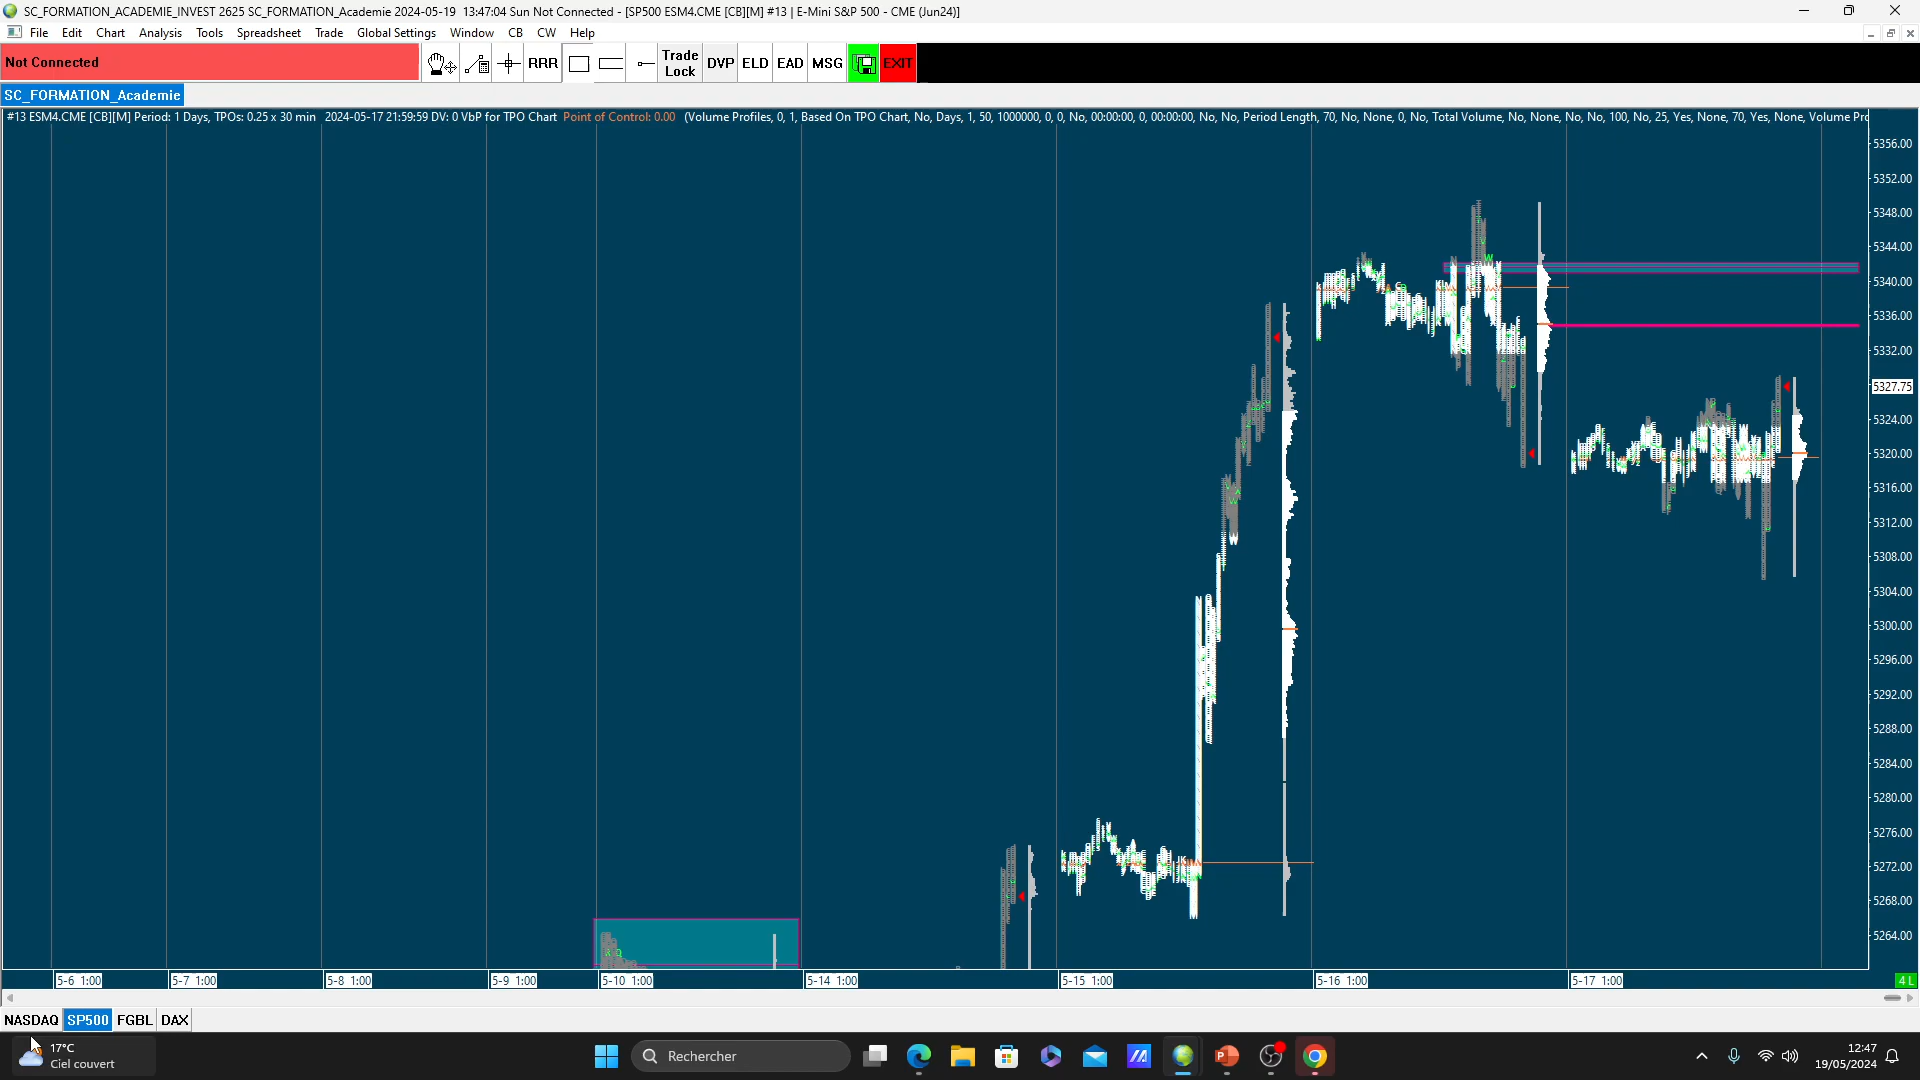 SC_FORMATION_ACADEMIE_INVEST 2625 SC_FORMATION_Academie 2024-05-19 13:47:04 Sun Not Connected - [SP500 ESM4.CME [CB][M] #13 | E-Mini S&P 500 - CME (Jun24)]
File Edit Chart Analysis Tools Spreadsheet Trade Global Settings Window CB CW Help
Not Connected
RRR Trade Lock DVP ELD EAD MSG EXIT
SC_FORMATION_Academie
#13 ESM4.CME [CB][M] Period: 1 Days, TPOs: 0.25 x 30 min 2024-05-17 21:59:59 DV: 0 VbP for TPO Chart Point of Control: 0.00 (Volume Profiles, 0, 1, Based On TPO Chart, No, Days, 1, 50, 1000000, 0, 0, No, 00:00:00, 0, 00:00:00, No, No, Period Length, 70, No, None, 0, No, Total Volume, No, None, No, No, 100, No, 25, Yes, None, 70, Yes, None, Volume Prc
5356.00
5352.00
5348.00
5344.00
5340.00
5336.00
5332.00
5327.75
5324.00
5320.00
5316.00
5312.00
5308.00
5304.00
5300.00
5296.00
5292.00
5288.00
5284.00
5280.00
5276.00
5272.00
5268.00
5264.00
5-6 1:00 5-7 1:00 5-8 1:00 5-9 1:00 5-10 1:00 5-14 1:00 5-15 1:00 5-16 1:00 5-17 1:00 4 L
NASDAQ SP500 FGBL DAX
17°C
Ciel couvert
Rechercher
12:47
19/05/2024